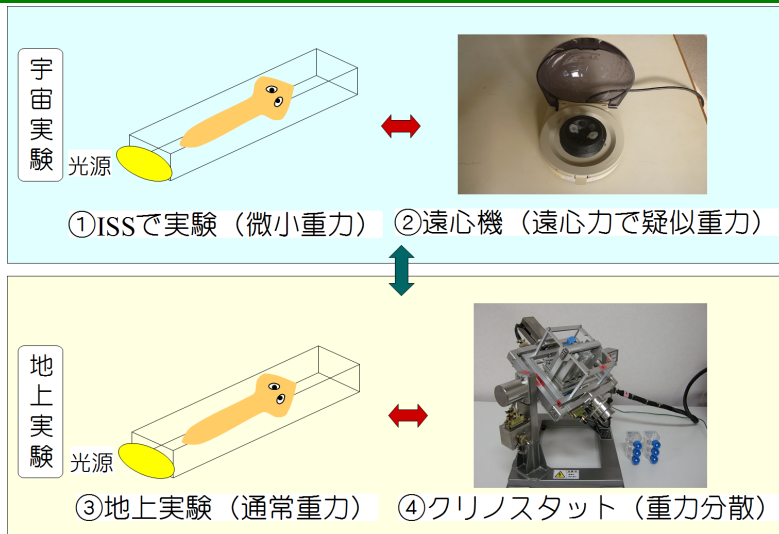 宇宙実験
光源
①ISSで実験（微小重力）
②遠心機（遠心力で疑似重力）
地上実験
光源
③地上実験（通常重力）
④クリノスタット（重力分散）